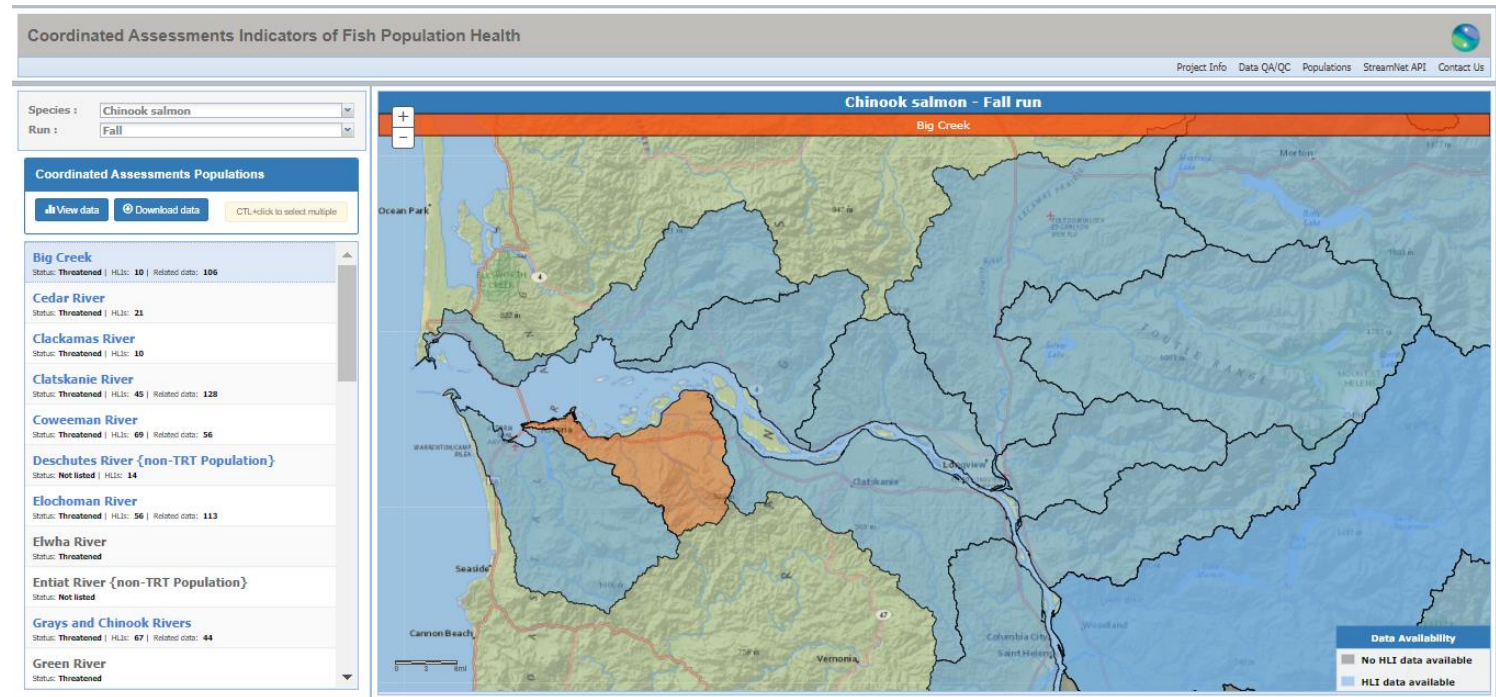 Coordinated Assessments Indicators of Fish Population Health
Project Info Data QA/QC Populations StreamNet API Contact Us
Species : Chinook salmon
Run : Fall
Coordinated Assessments Populations
View data Download data CTL+click to select multiple
Big Creek
Status: Threatened | HLIs: 10 | Related data: 106
Cedar River
Status: Threatened | HLIs: 21
Clackamas River
Status: Threatened | HLIs: 10
Clatskanie River
Status: Threatened | HLIs: 45 | Related data: 128
Coweeman River
Status: Threatened | HLIs: 69 | Related data: 56
Deschutes River {non-TRT Population}
Status: Not listed | HLIs: 14
Elochoman River
Status: Threatened | HLIs: 56 | Related data: 113
Elwha River
Status: Threatened
Entiat River {non-TRT Population}
Status: Not listed
Grays and Chinook Rivers
Status: Threatened | HLIs: 67 | Related data: 44
Green River
Status: Threatened
Chinook salmon - Fall run
+
Big Creek
−
Morton
Ocean Park
4
4
Astoria
Longview
Clatskanie
Seaside
47
Cannon Beach
Columbia City
Woodland
Vernonia
Data Availability
No HLI data available
HLI data available